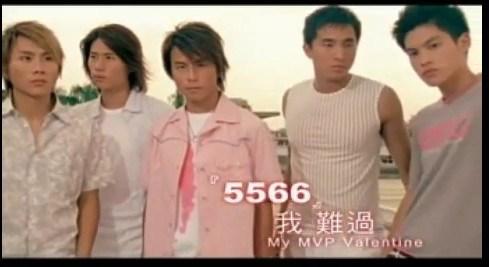 『5566』
我 難過
My MVP Valentine